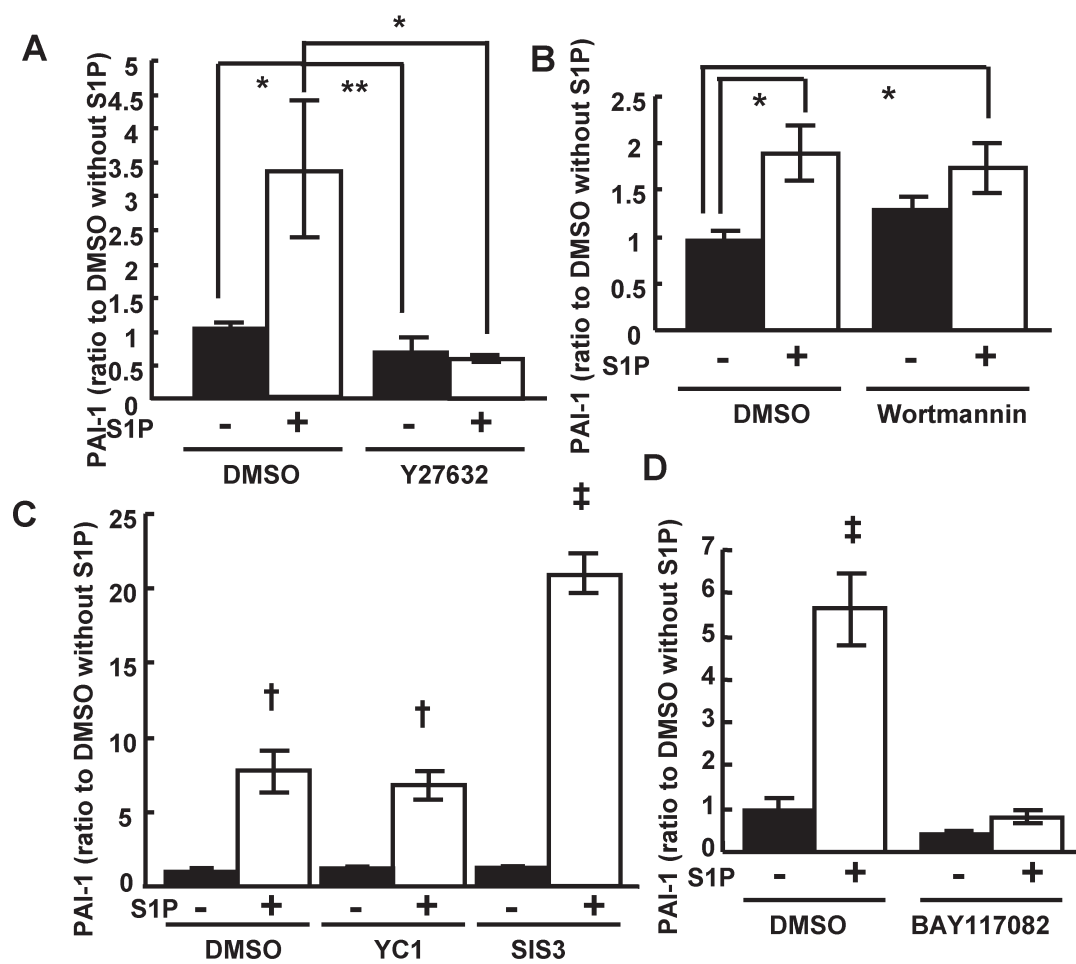 A
PAI-1 (ratio to DMSO without S1P)
5
4.5
4
3.5
3
2.5
2
1.5
1
0.5
0
*
*
**
S1P - + - +
DMSO Y27632
B
PAI-1 (ratio to DMSO without S1P)
2.5
2
1.5
1
0.5
0
*
*
S1P - + - +
DMSO Wortmannin
C
PAI-1 (ratio to DMSO without S1P)
25
20
15
10
5
0
†
†
‡
S1P - + - + - +
DMSO YC1 SIS3
D
PAI-1 (ratio to DMSO without S1P)
7
6
5
4
3
2
1
0
‡
S1P - + - +
DMSO BAY117082